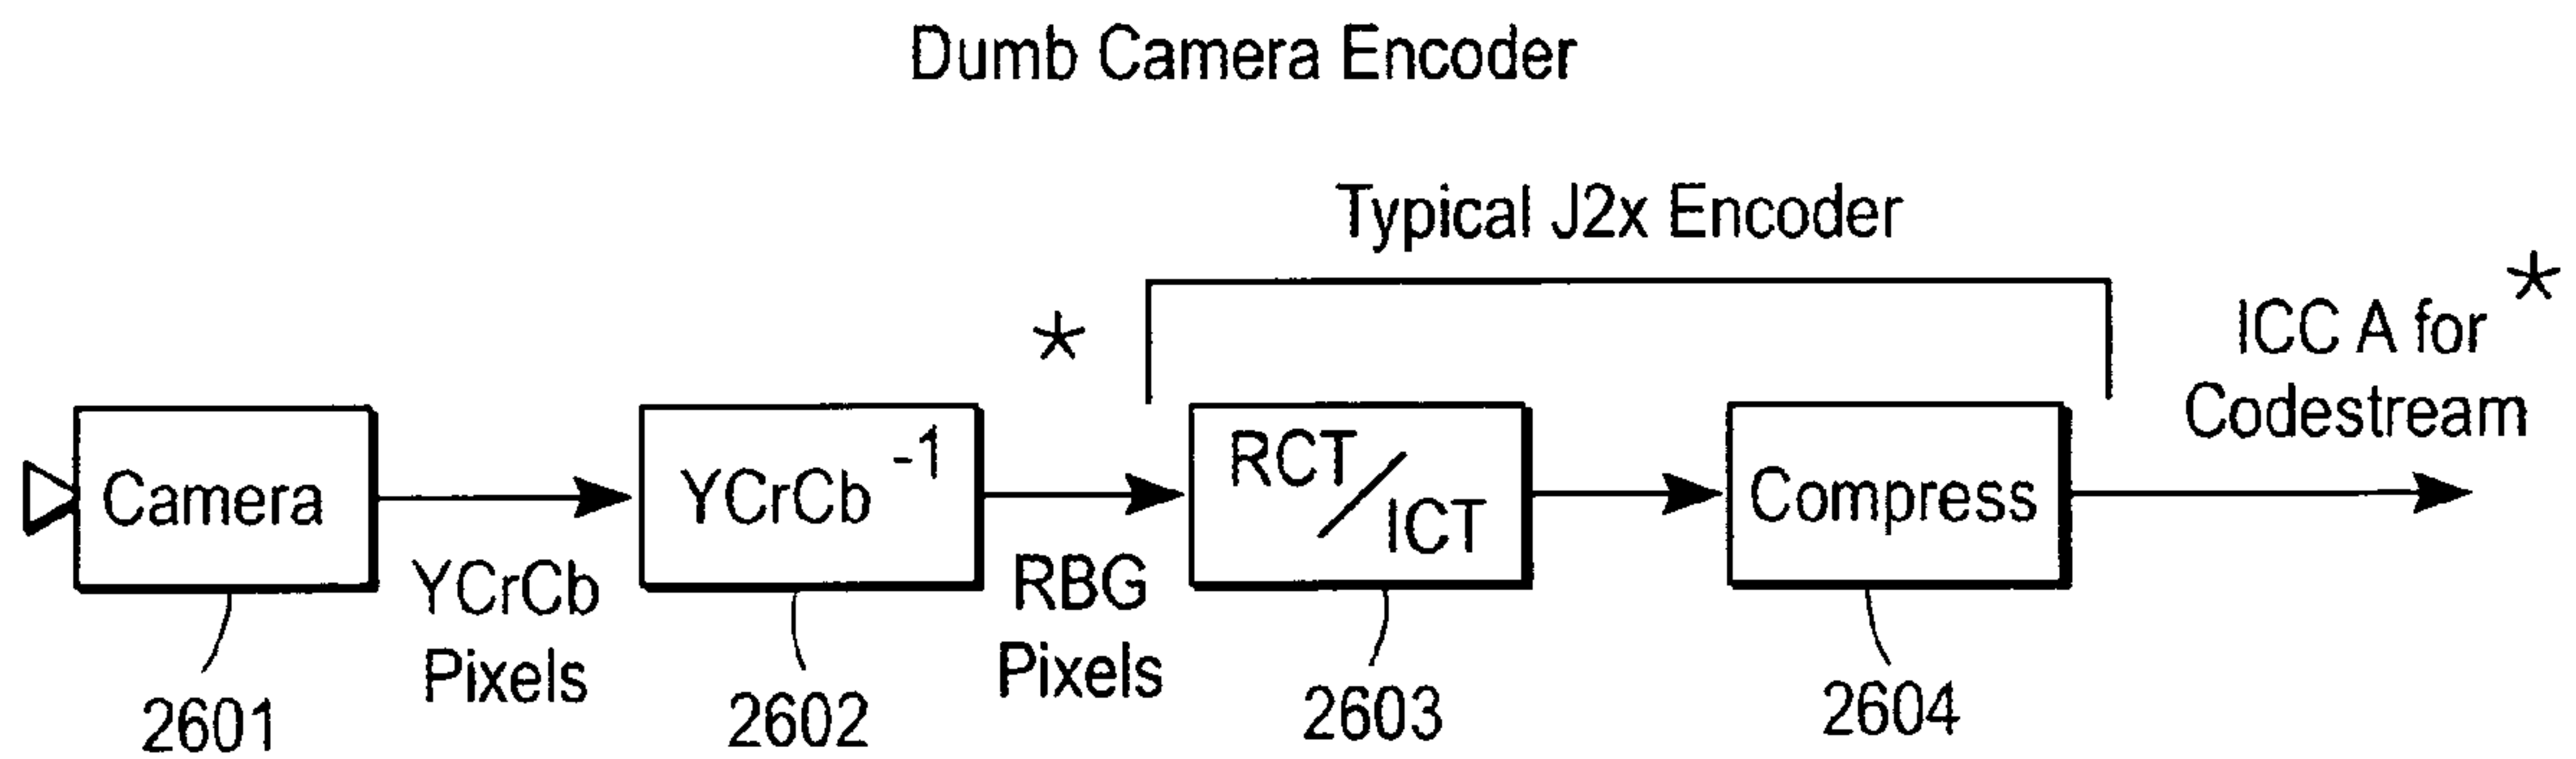 Dumb Camera Encoder
Typical J2x Encoder
*
*
ICC A for
Codestream
Camera
YCrCb -1
RCT/ICT
Compress
YCrCb
Pixels
RBG
Pixels
2601
2602
2603
2604